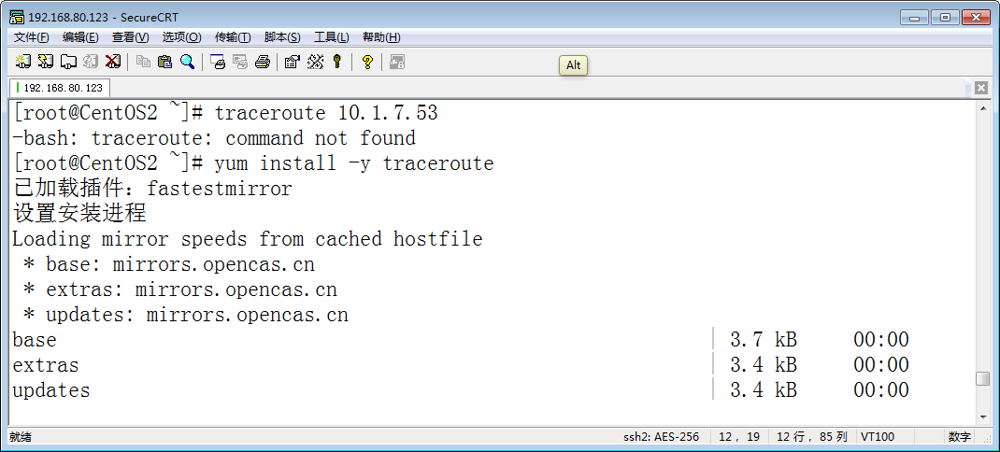 192.168.80.123 - SecureCRT
文件(F) 编辑(E) 查看(V) 选项(O) 传输(T) 脚本(S) 工具(L) 帮助(H)
Alt
192.168.80.123
[root@CentOS2 ~]# traceroute 10.1.7.53
-bash: traceroute: command not found
[root@CentOS2 ~]# yum install -y traceroute
已加载插件：fastestmirror
设置安装进程
Loading mirror speeds from cached hostfile
 * base: mirrors.opencas.cn
 * extras: mirrors.opencas.cn
 * updates: mirrors.opencas.cn
base | 3.7 kB 00:00
extras | 3.4 kB 00:00
updates | 3.4 kB 00:00
就绪 ssh2: AES-256 12, 19 12 行, 85 列 VT100 数字